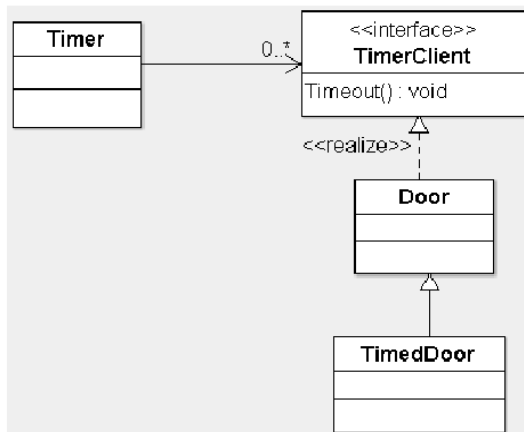 Timer
<<interface>>
TimerClient
0..*
Timeout() : void
<<realize>>
Door
TimedDoor